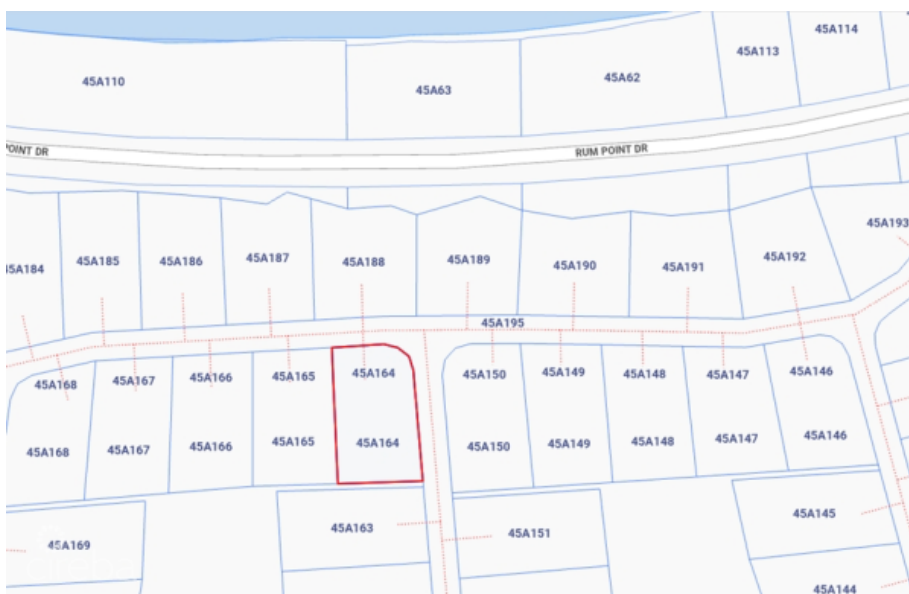 45A114
45A113
45A110
45A63
45A62
POINT DR
RUM POINT DR
45A193
45A184
45A185
45A186
45A187
45A188
45A189
45A190
45A191
45A192
45A195
45A168
45A167
45A166
45A165
45A164
45A150
45A149
45A148
45A147
45A146
45A168
45A167
45A166
45A165
45A164
45A150
45A149
45A148
45A147
45A146
45A169
45A163
45A151
45A145
45A144